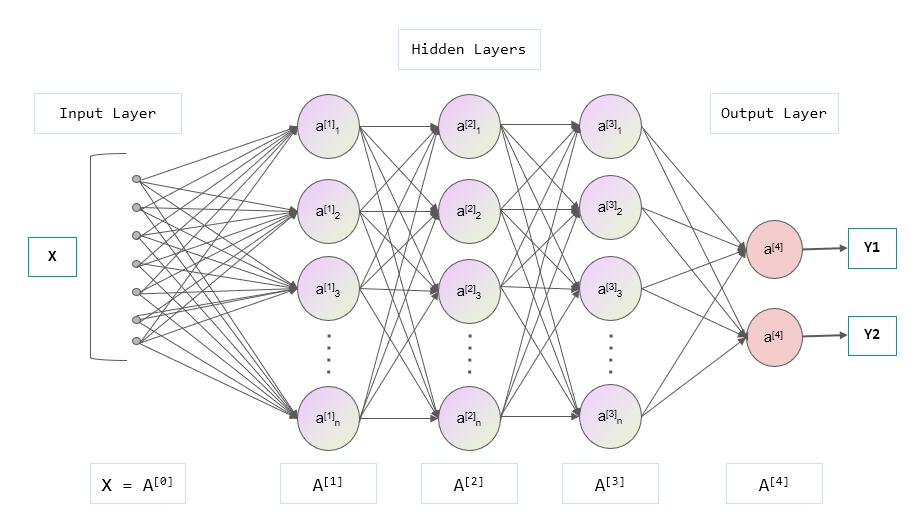 Hidden Layers
Input Layer
Output Layer
a[1]1
a[2]1
a[3]1
a[1]2
a[2]2
a[3]2
X
a[4]
Y1
a[1]3
a[2]3
a[3]3
a[4]
Y2
a[1]n
a[2]n
a[3]n
X = A[0]
A[1]
A[2]
A[3]
A[4]